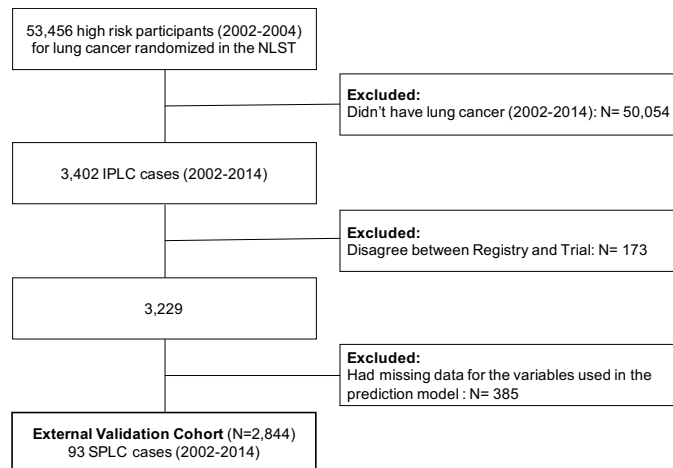 53,456 high risk participants (2002-2004)
for lung cancer randomized in the NLST
Excluded:
Didn't have lung cancer (2002-2014): N= 50,054
3,402 IPLC cases (2002-2014)
Excluded:
Disagree between Registry and Trial: N= 173
3,229
Excluded:
Had missing data for the variables used in the
prediction model : N= 385
External Validation Cohort (N=2,844)
93 SPLC cases (2002-2014)